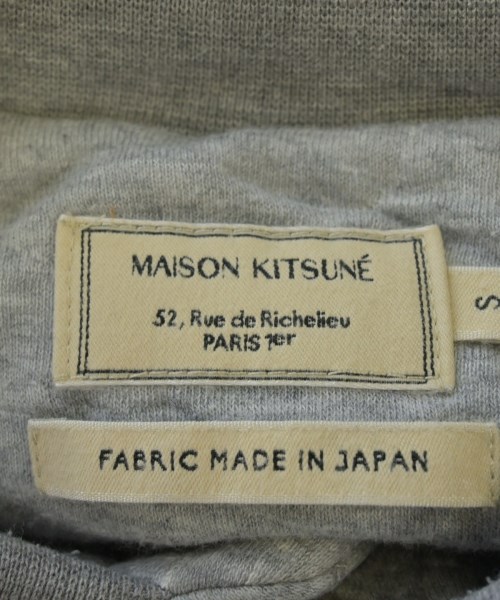 MAISON KITSUNÉ
52, Rue de Richelieu
PARIS 1er
S
FABRIC MADE IN JAPAN